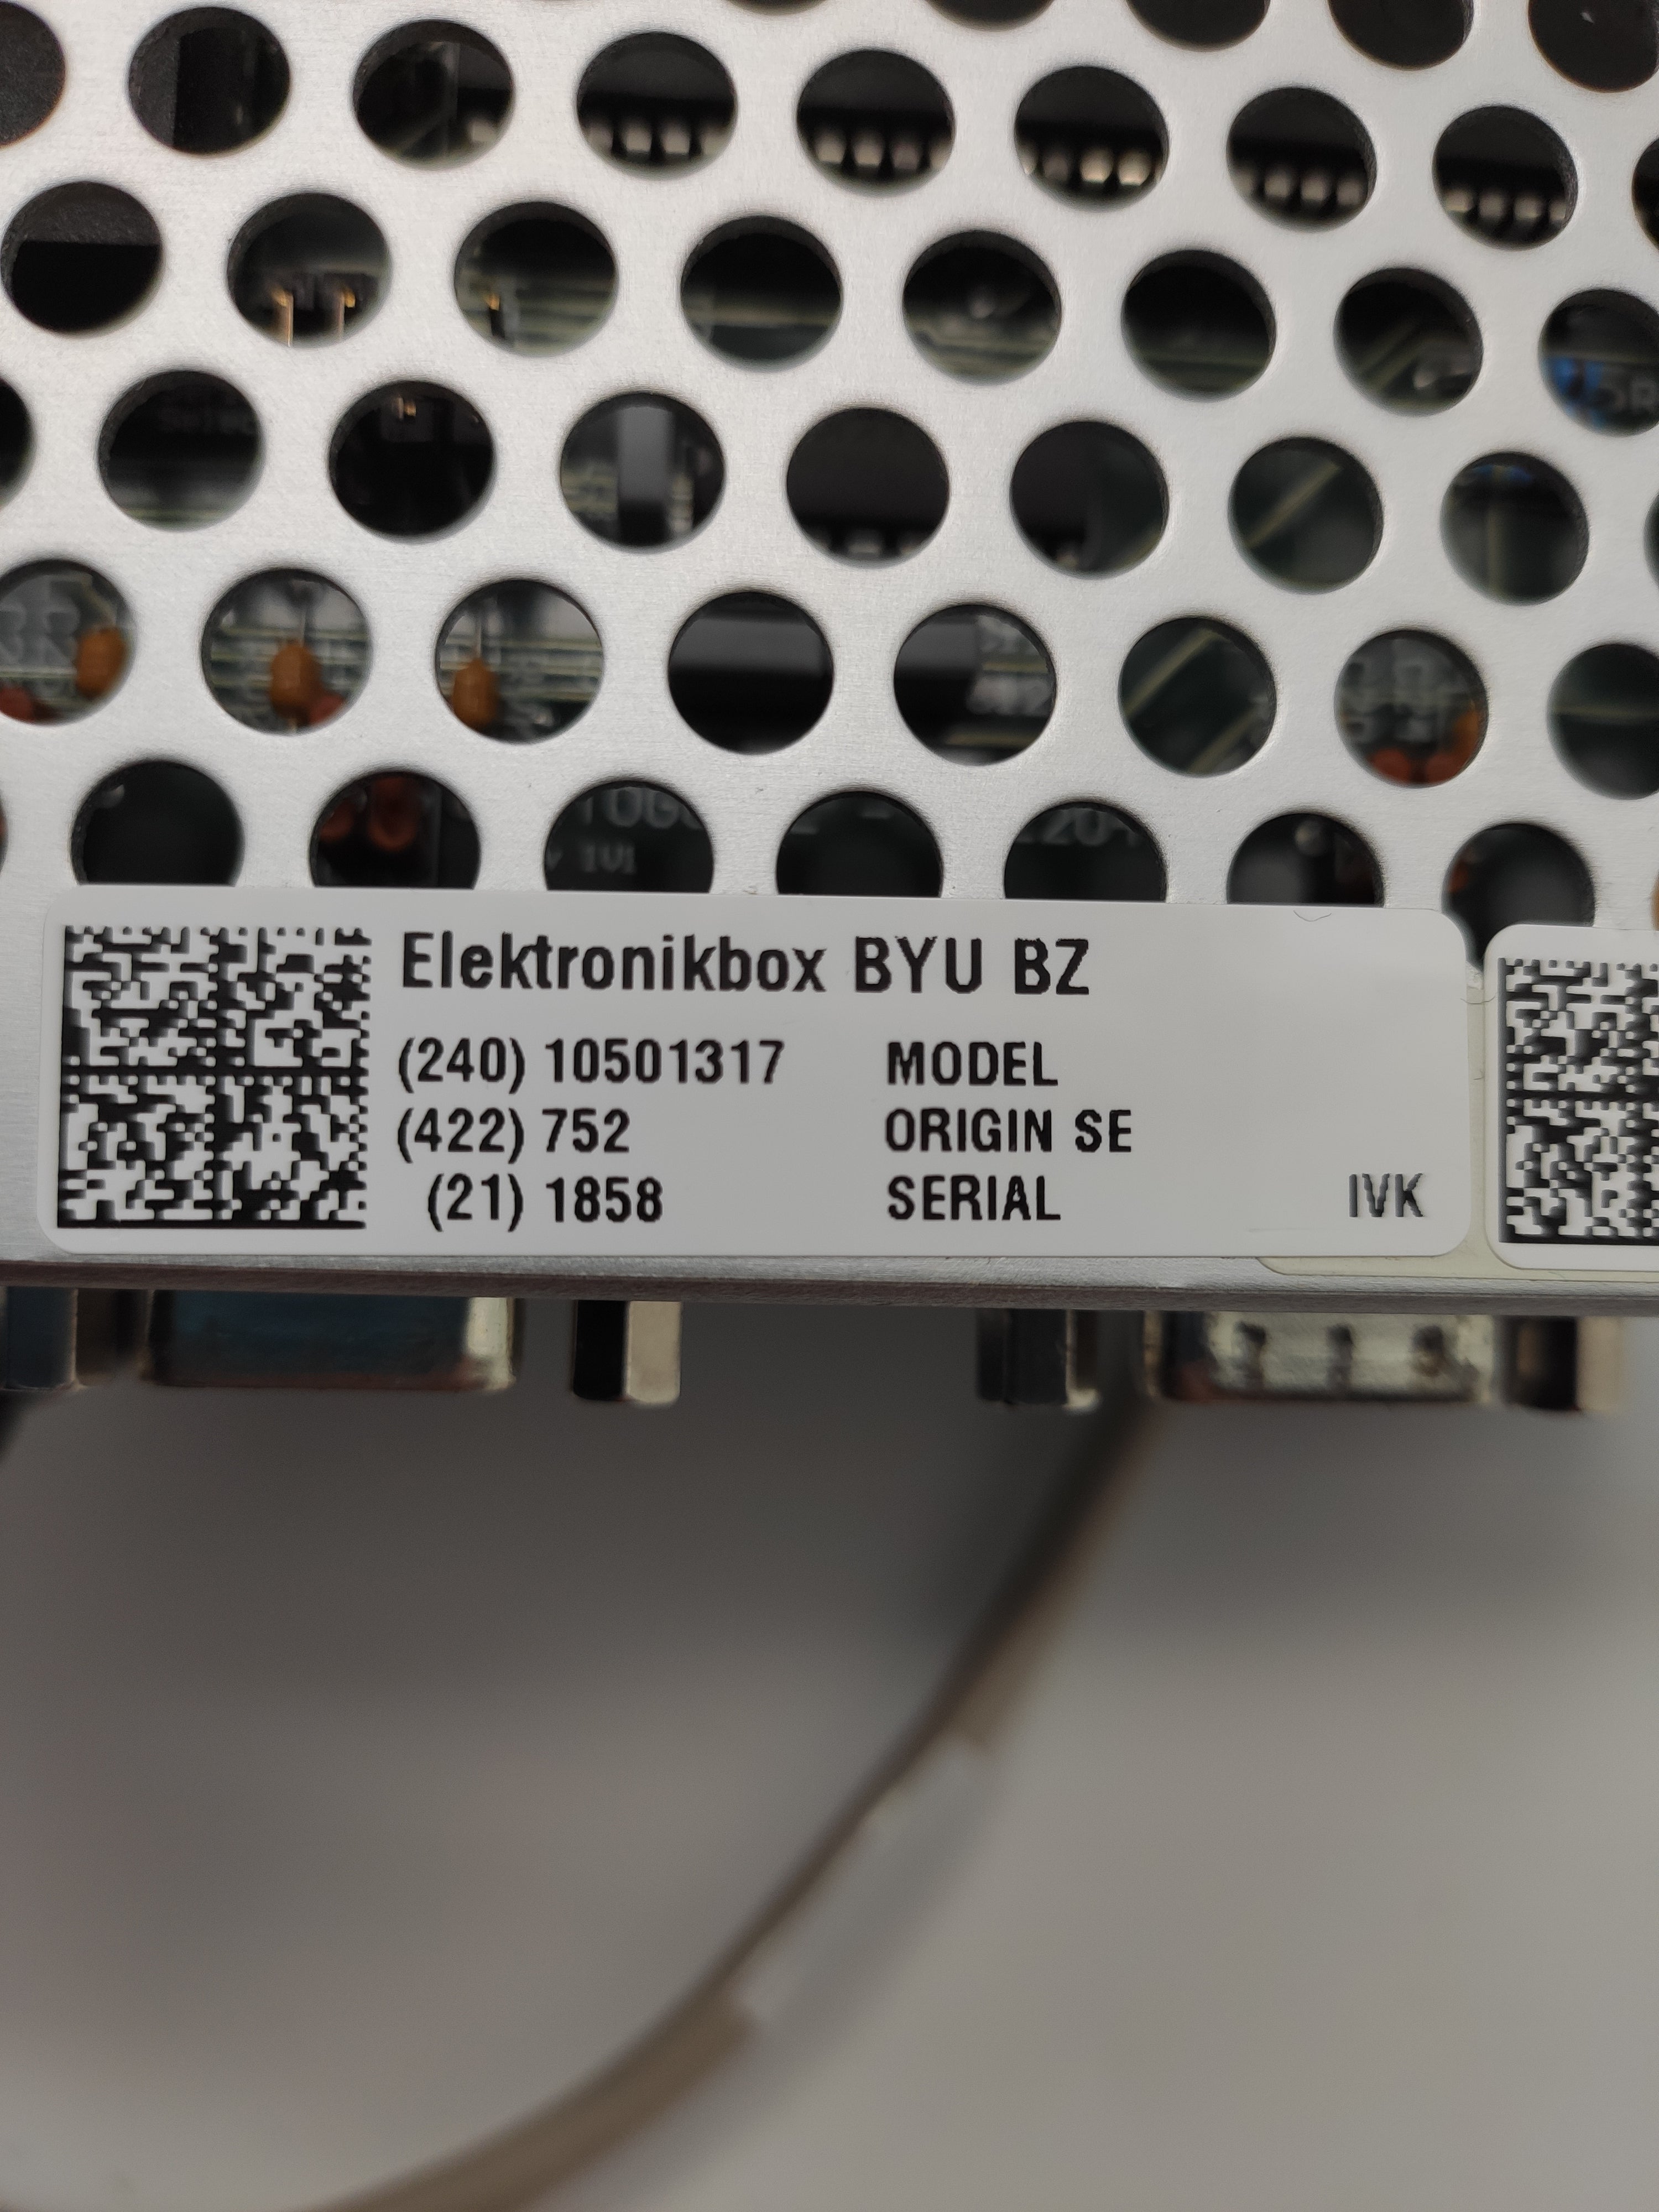 Elektronikbox BYU BZ
(240) 10501317 MODEL
(422) 752 ORIGIN SE
(21) 1858 SERIAL IVK